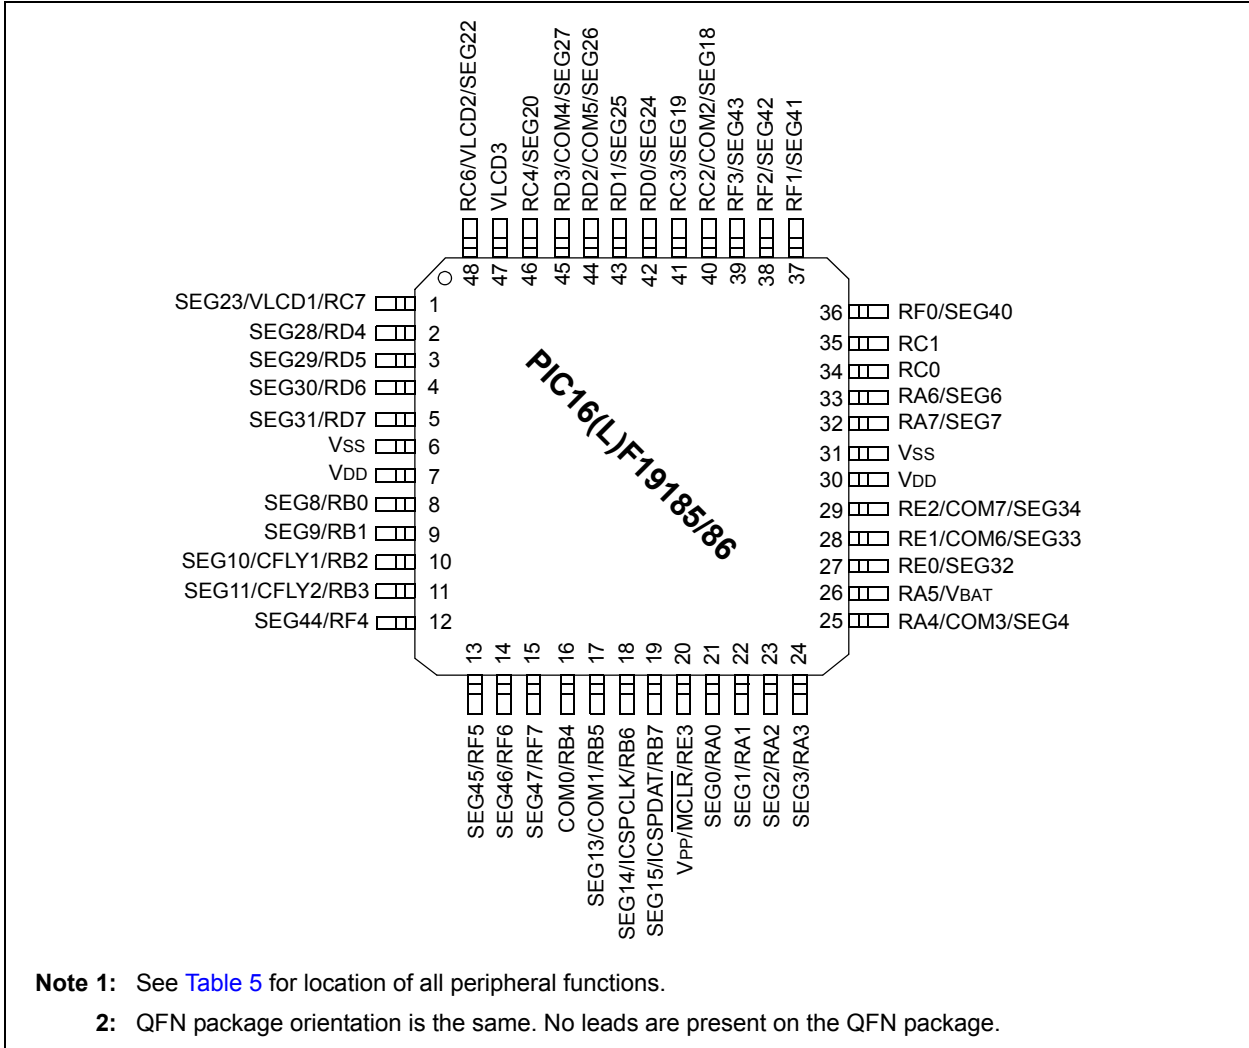 RC6/VLCD2/SEG22
VLCD3
RC4/SEG20
RD3/COM4/SEG27
RD2/COM5/SEG26
RD1/SEG25
RD0/SEG24
RC3/SEG19
RC2/COM2/SEG18
RF3/SEG43
RF2/SEG42
RF1/SEG41
48
47
46
45
44
43
42
41
40
39
38
37
SEG23/VLCD1/RC7 1
SEG28/RD4 2
SEG29/RD5 3
SEG30/RD6 4
SEG31/RD7 5
VSS 6
VDD 7
SEG8/RB0 8
SEG9/RB1 9
SEG10/CFLY1/RB2 10
SEG11/CFLY2/RB3 11
SEG44/RF4 12
PIC16(L)F19185/86
36 RF0/SEG40
35 RC1
34 RC0
33 RA6/SEG6
32 RA7/SEG7
31 VSS
30 VDD
29 RE2/COM7/SEG34
28 RE1/COM6/SEG33
27 RE0/SEG32
26 RA5/VBAT
25 RA4/COM3/SEG4
13
14
15
16
17
18
19
20
21
22
23
24
SEG45/RF5
SEG46/RF6
SEG47/RF7
COM0/RB4
SEG13/COM1/RB5
SEG14/ICSPCLK/RB6
SEG15/ICSPDAT/RB7
VPP/MCLR/RE3
SEG0/RA0
SEG1/RA1
SEG2/RA2
SEG3/RA3
Note 1: See Table 5 for location of all peripheral functions.
2: QFN package orientation is the same. No leads are present on the QFN package.